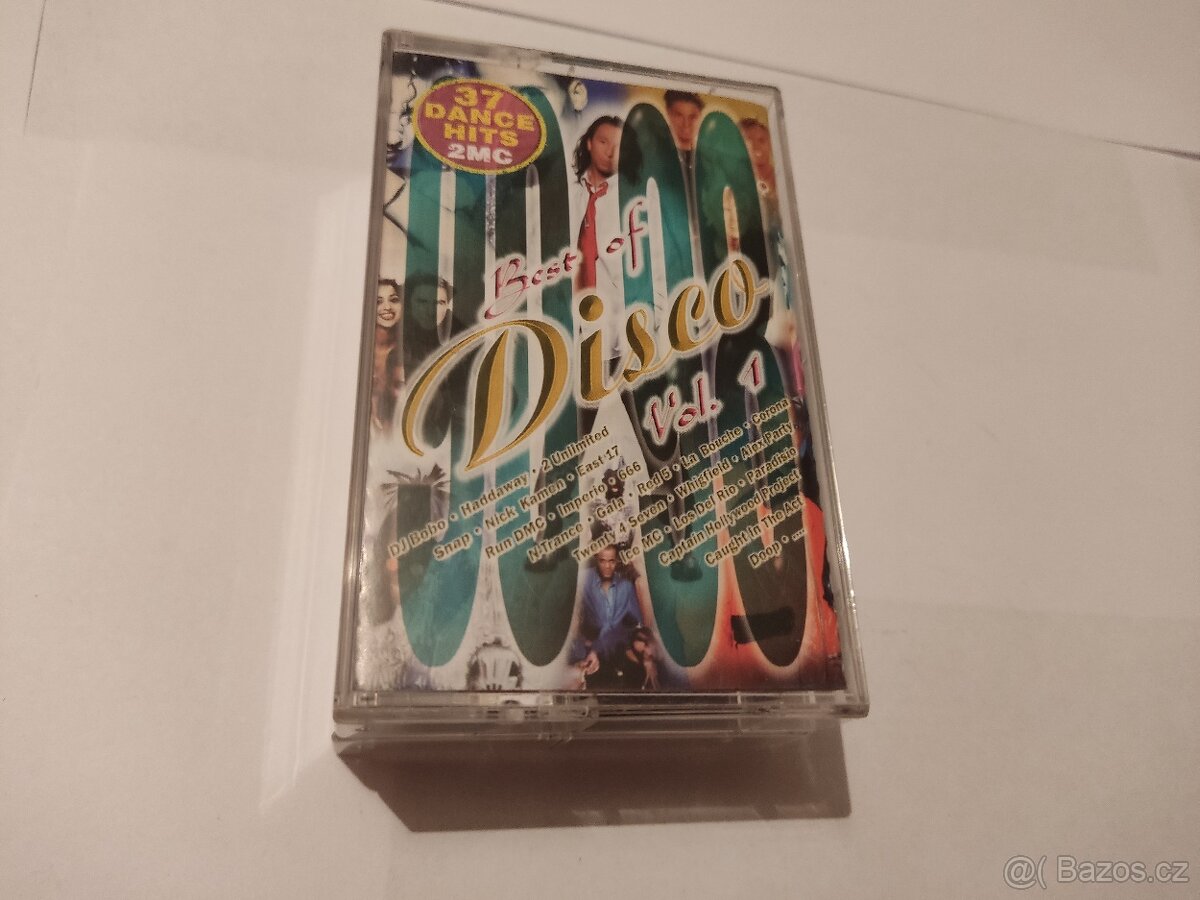 37
DANCE
HITS
2MC
Best of
Disco
Vol. 1
DJ Bobo • Haddaway • 2 Unlimited
Snap • Nick Kamen • East 17
Run DMC • Imperio • 666
N-Trance • Gala • Red 5 • La Bouche • Corona
Twenty 4 Seven • Whigfield • Alex Party
Ice MC • Los Del Rio • Paradisio
Captain Hollywood Project
Caught In The Act
Doop • ...
@( Bazos.cz